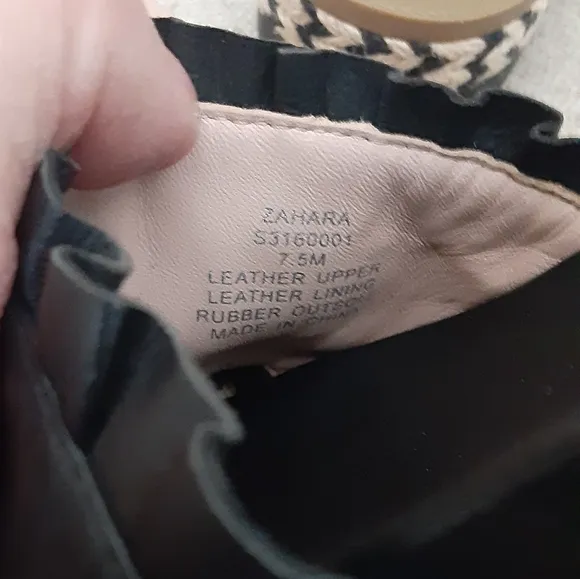 ZAHARA
S3160001
7.5M
LEATHER UPPER
LEATHER LINING
RUBBER OUTSOLE
MADE IN CHINA